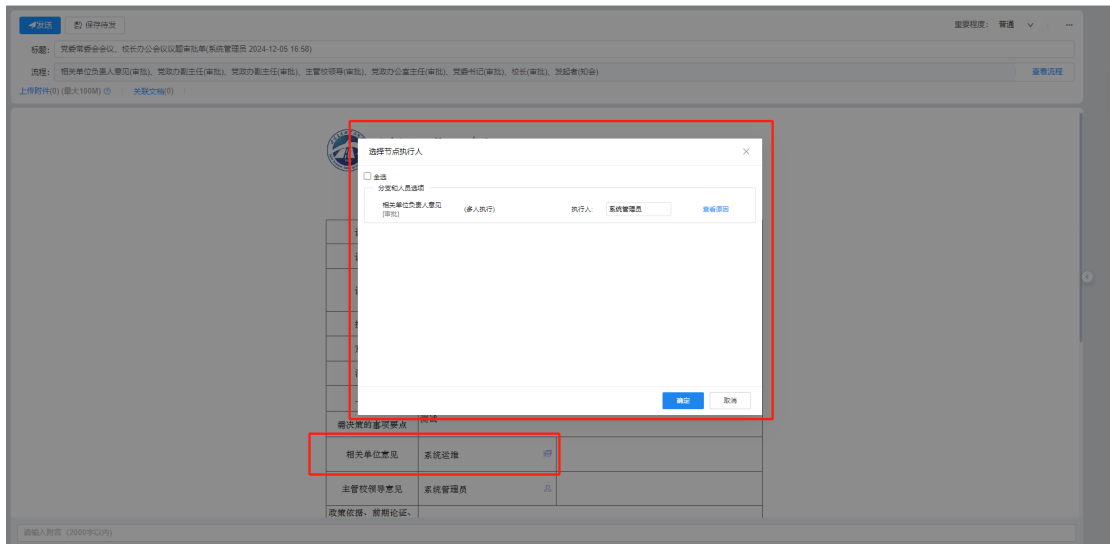 发送 保存待发 重要程度： 普通
标题： 党委常委会会议、校长办公会议议题审批单(系统管理员 2024-12-05 16:58)
流程： 相关单位负责人意见(审批)、党政办副主任(审批)、党政办副主任(审批)、主管校领导(审批)、党政办公室主任(审批)、党委书记(审批)、校长(审批)、发起者(知会) 查看流程
上传附件(0) (最大100M) 关联文档(0)
选择节点执行人
全选
分支和人员选项
相关单位负责人意见 (多人执行) 执行人: 系统管理员 查看原因
[审批]
确定 取消
需决策的事项要点
相关单位意见 系统运维
主管校领导意见 系统管理员
政策依据、前期论证、
请输入附言 (2000字以内)